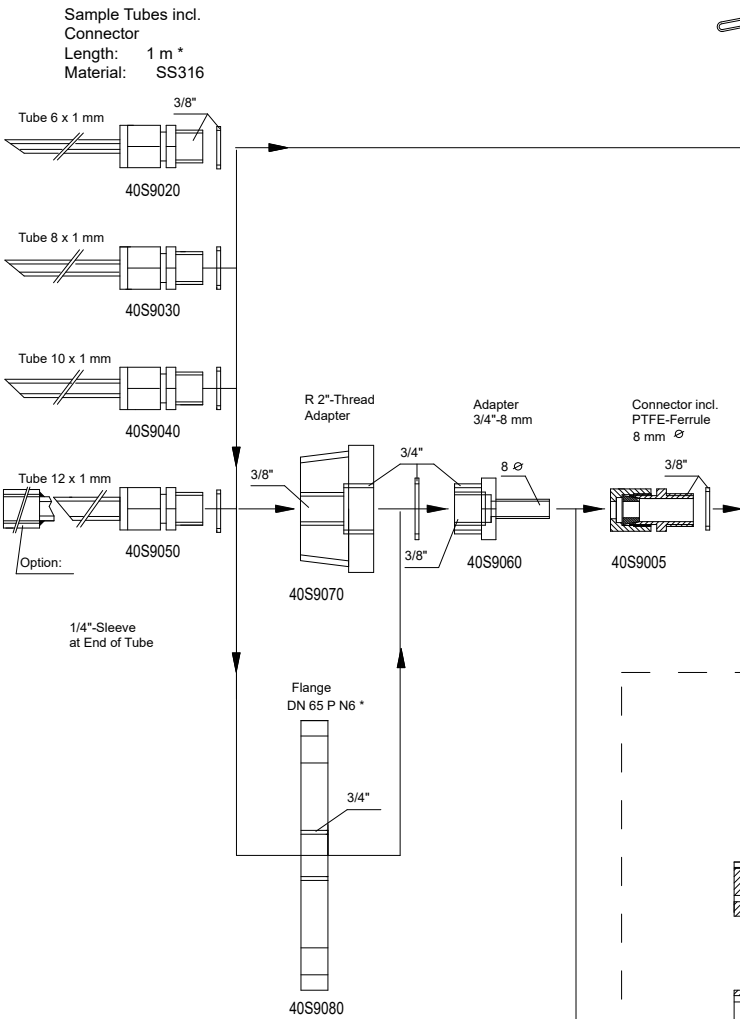 Sample Tubes incl.
Connector
Length: 1 m *
Material: SS316
Tube 6 x 1 mm
3/8"
40S9020
Tube 8 x 1 mm
40S9030
Tube 10 x 1 mm
40S9040
Tube 12 x 1 mm
40S9050
Option:
1/4"-Sleeve
at End of Tube
R 2"-Thread
Adapter
3/8"
3/4"
40S9070
Adapter
3/4"-8 mm
8 ⌀
3/8"
40S9060
Connector incl.
PTFE-Ferrule
8 mm ⌀
3/8"
40S9005
Flange
DN 65 P N6 *
3/4"
40S9080